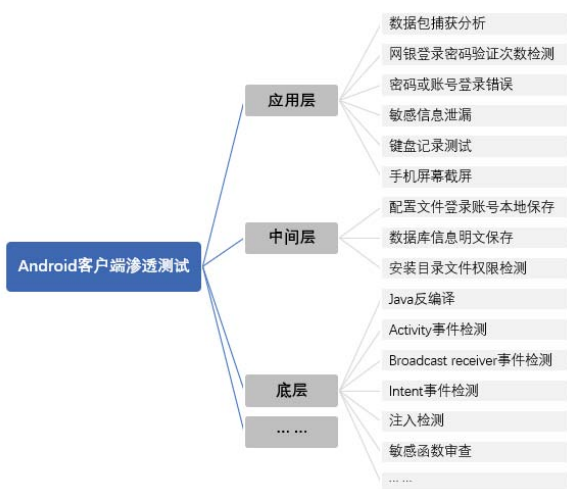 Android客户端渗透测试
应用层
数据包捕获分析
网银登录密码验证次数检测
密码或账号登录错误
敏感信息泄漏
键盘记录测试
手机屏幕截屏
中间层
配置文件登录账号本地保存
数据库信息明文保存
安装目录文件权限检测
底层
Java反编译
Activity事件检测
Broadcast receiver事件检测
Intent事件检测
注入检测
敏感函数审查
... ...
... ...